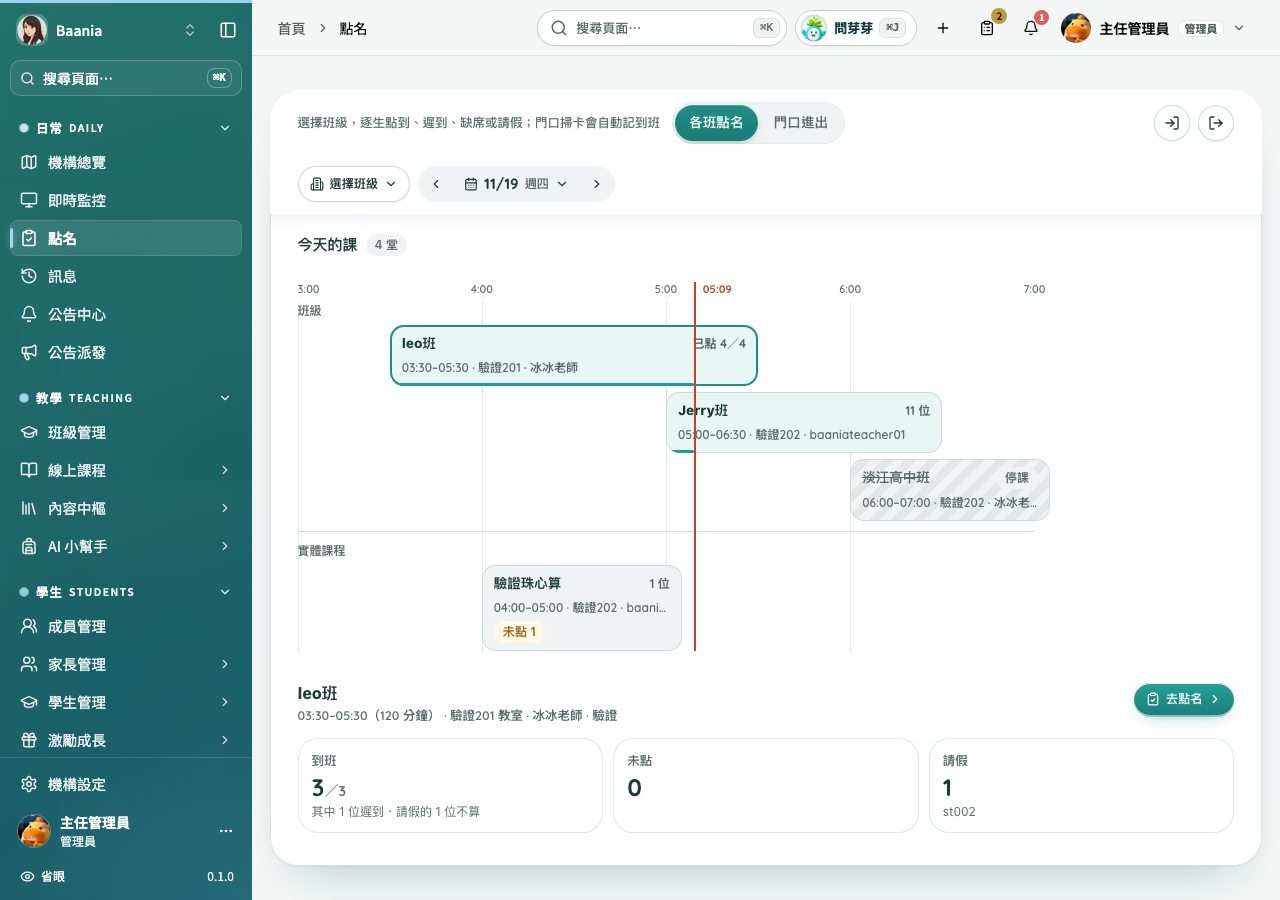 Baania
搜尋頁面… ⌘K
日常 DAILY
機構總覽
即時監控
點名
訊息
公告中心
公告派發
教學 TEACHING
班級管理
線上課程
內容中樞
AI 小幫手
學生 STUDENTS
成員管理
家長管理
學生管理
激勵成長
機構設定
主任管理員
管理員
省眼 0.1.0
首頁 點名
搜尋頁面… ⌘K
問芽芽 ⌘J
2
1
主任管理員 管理員
選擇班級，逐生點到、遲到、缺席或請假；門口掃卡會自動記到班
各班點名 門口進出
選擇班級
11/19 週四
今天的課 4 堂
3:00 4:00 5:00 05:09 6:00 7:00
班級
leo班 已點 4／4
03:30–05:30 · 驗證201 · 冰冰老師
Jerry班 11 位
05:00–06:30 · 驗證202 · baaniateacher01
淡江高中班 停課
06:00–07:00 · 驗證202 · 冰冰老…
實體課程
驗證珠心算 1 位
04:00–05:00 · 驗證202 · baani…
未點 1
leo班
03:30–05:30（120 分鐘） · 驗證201 教室 · 冰冰老師 · 驗證
去點名
到班
3／3
其中 1 位遲到．請假的 1 位不算
未點
0
請假
1
st002